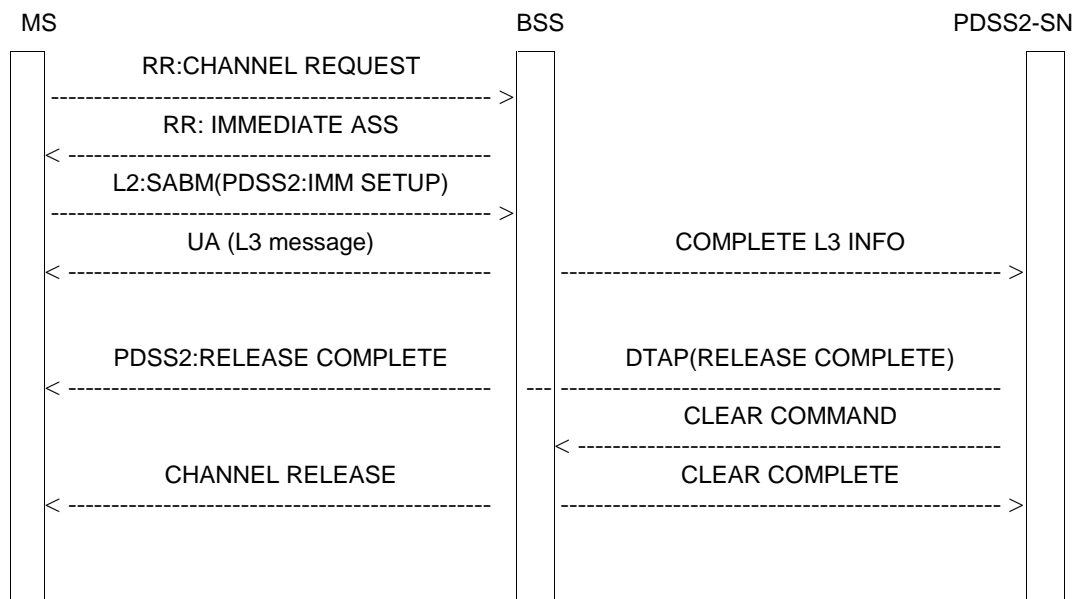 MS BSS PDSS2-SN
RR:CHANNEL REQUEST
RR: IMMEDIATE ASS
L2:SABM(PDSS2:IMM SETUP)
UA (L3 message) COMPLETE L3 INFO
PDSS2:RELEASE COMPLETE DTAP(RELEASE COMPLETE)
CLEAR COMMAND
CHANNEL RELEASE CLEAR COMPLETE